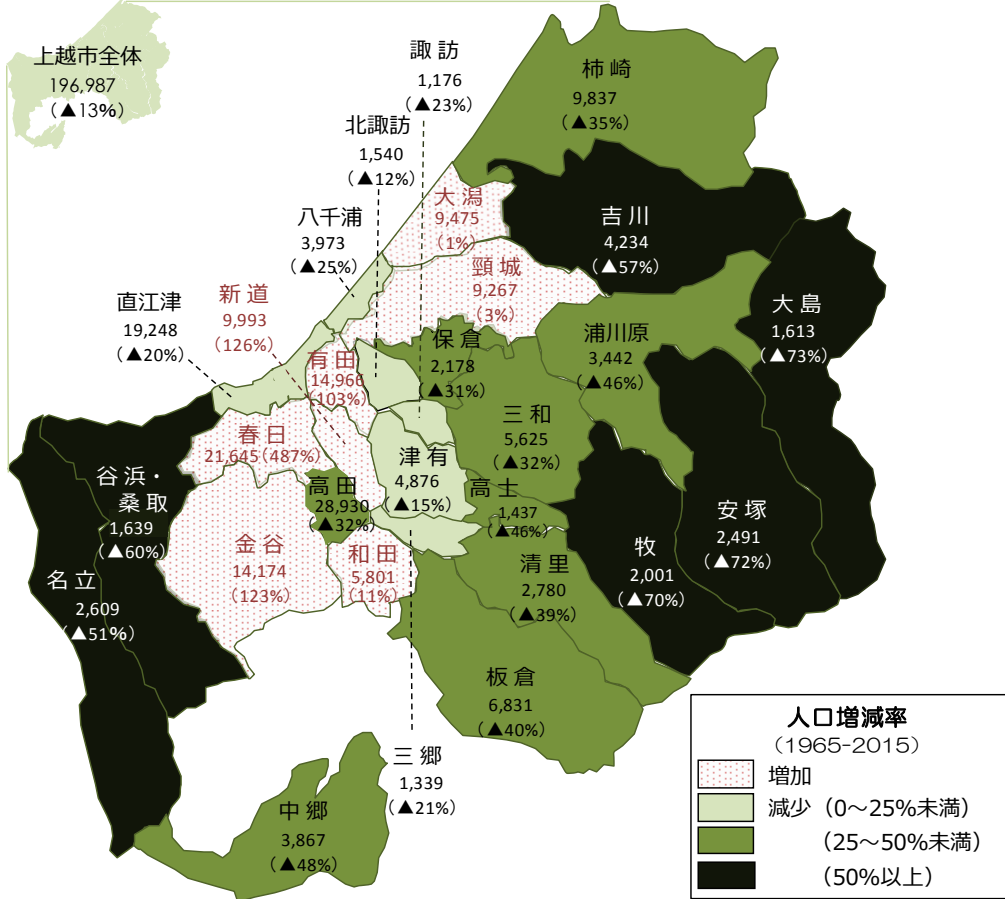 上越市全体
196,987
(▲13%)
諏訪
1,176
(▲23%)
柿崎
9,837
(▲35%)
北諏訪
1,540
(▲12%)
大潟
9,475
(1%)
吉川
4,234
(▲57%)
八千浦
3,973
(▲25%)
頸城
9,267
(3%)
直江津
19,248
(▲20%)
新道
9,993
(126%)
大島
1,613
(▲73%)
浦川原
3,442
(▲46%)
保倉
2,178
(▲31%)
有田
14,966
(103%)
三和
5,625
(▲32%)
春日
21,645(487%)
津有
4,876
(▲15%)
谷浜・
桑取
1,639
(▲60%)
高田
28,930
(▲32%)
高士
1,437
(▲46%)
安塚
2,491
(▲72%)
金谷
14,174
(123%)
和田
5,801
(11%)
牧
2,001
(▲70%)
清里
2,780
(▲39%)
名立
2,609
(▲51%)
板倉
6,831
(▲40%)
三郷
1,339
(▲21%)
中郷
3,867
(▲48%)
人口増減率
(1965-2015)
増加
減少(0~25%未満)
(25~50%未満)
(50%以上)